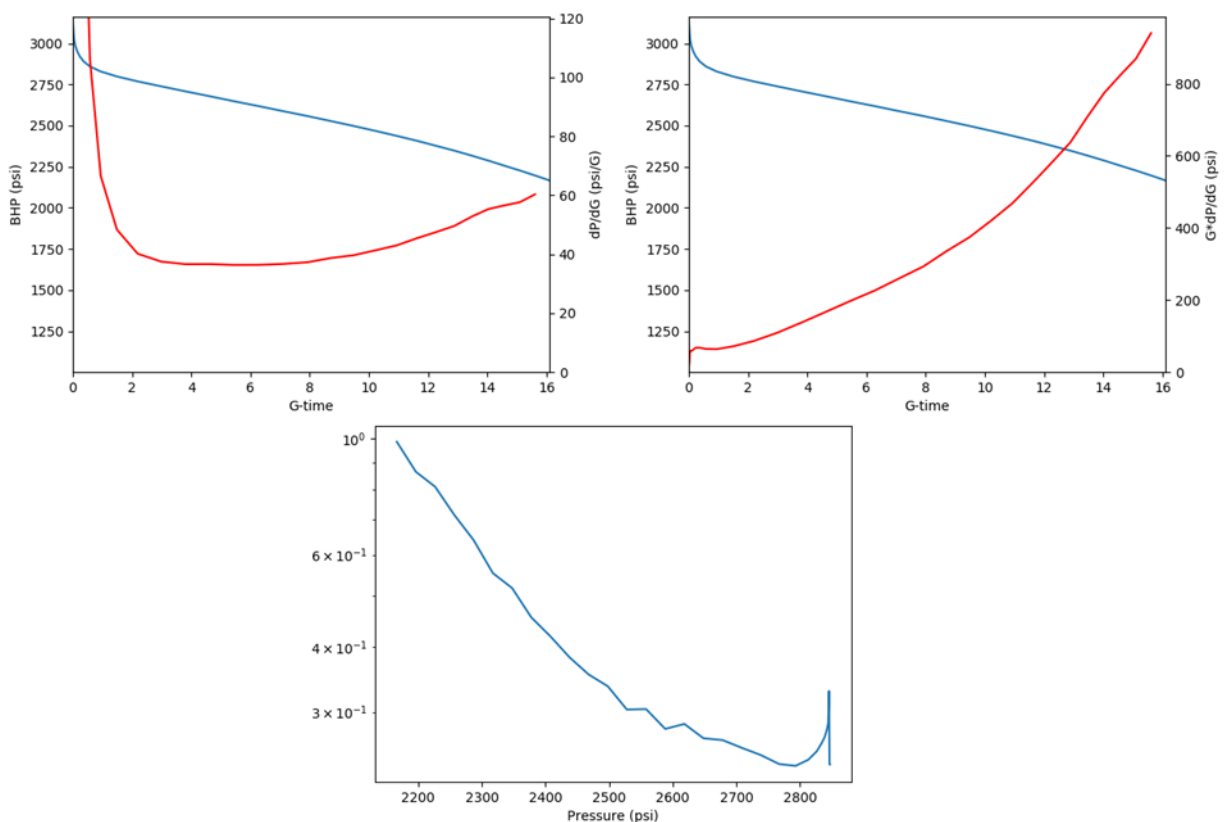 3000
2750
2500
2250
2000
1750
1500
1250
BHP (psi)
0 2 4 6 8 10 12 14 16
G-time
120
100
80
60
40
20
0
dP/dG (psi/G)
3000
2750
2500
2250
2000
1750
1500
1250
BHP (psi)
0 2 4 6 8 10 12 14 16
G-time
800
600
400
200
0
G*dP/dG (psi)
10⁰
6 × 10⁻¹
4 × 10⁻¹
3 × 10⁻¹
2200 2300 2400 2500 2600 2700 2800
Pressure (psi)